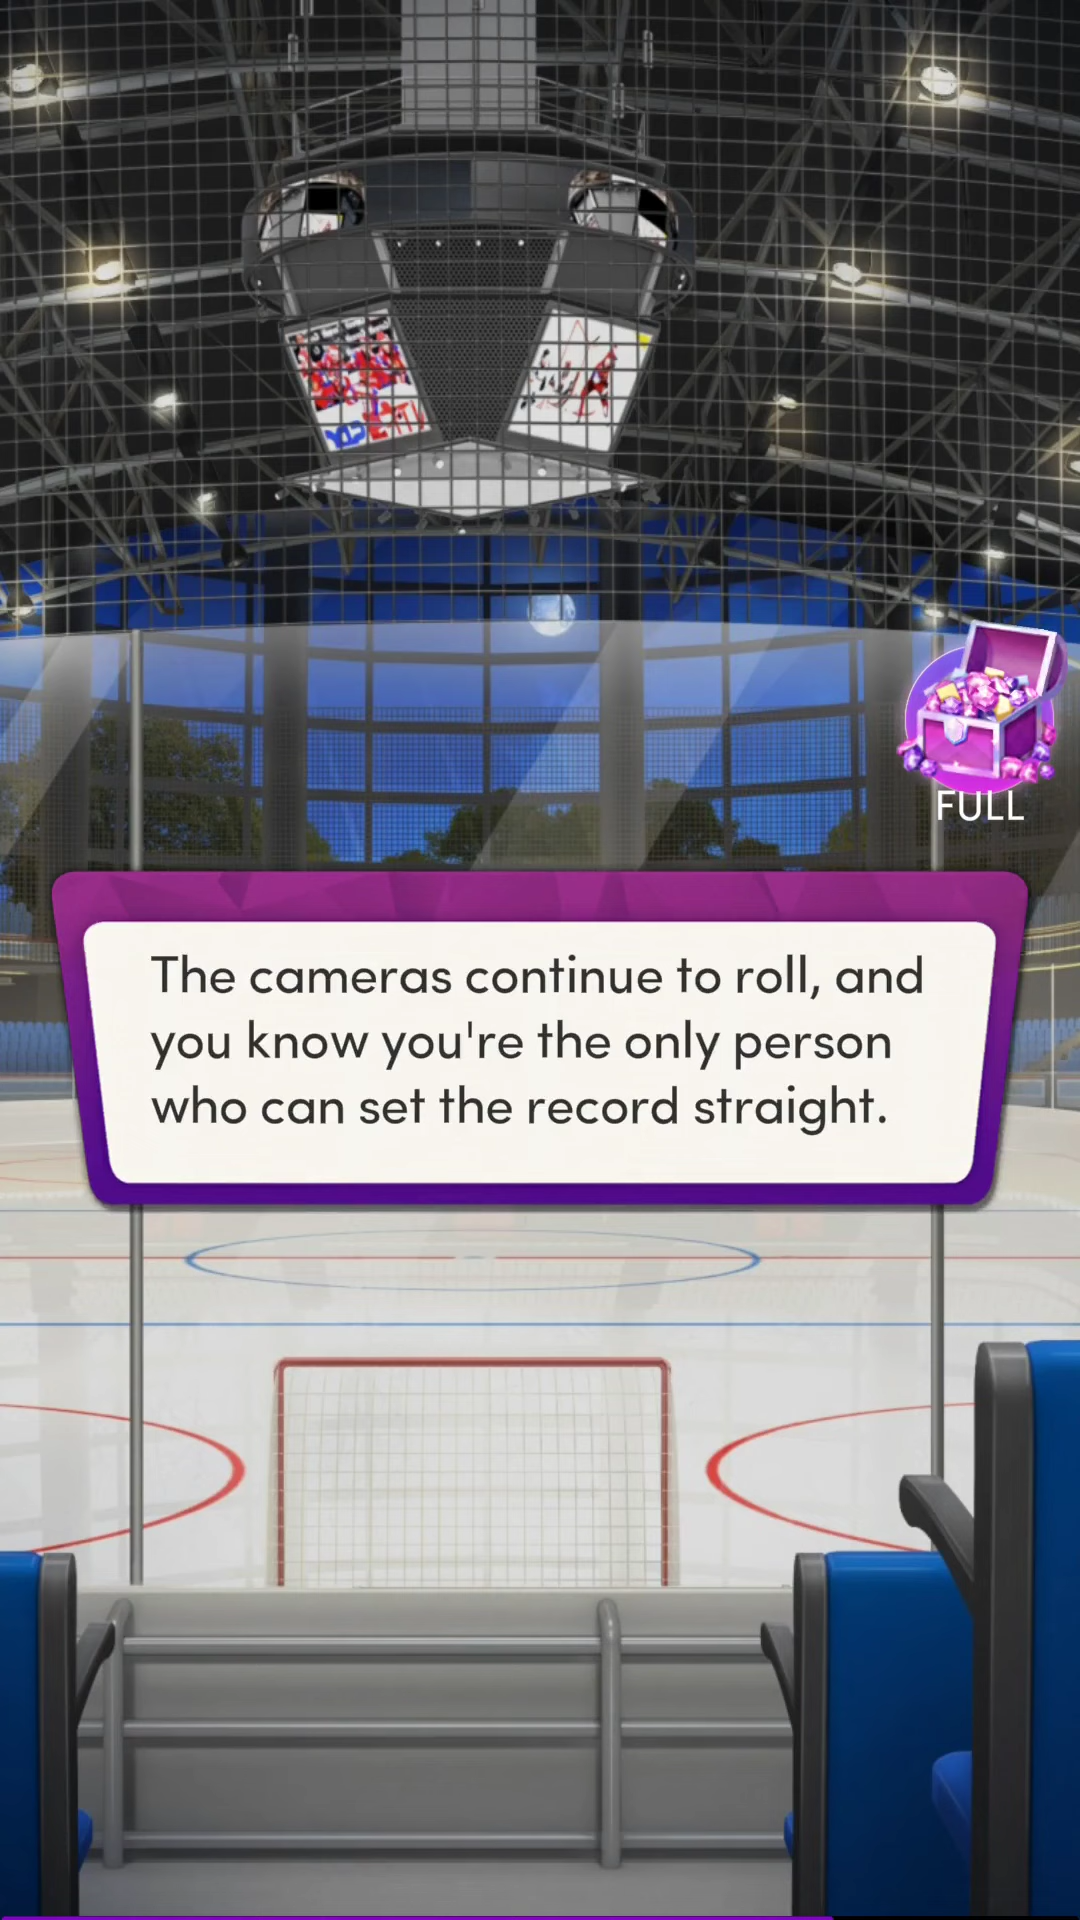 FULL
The cameras continue to roll, and
you know you're the only person
who can set the record straight.